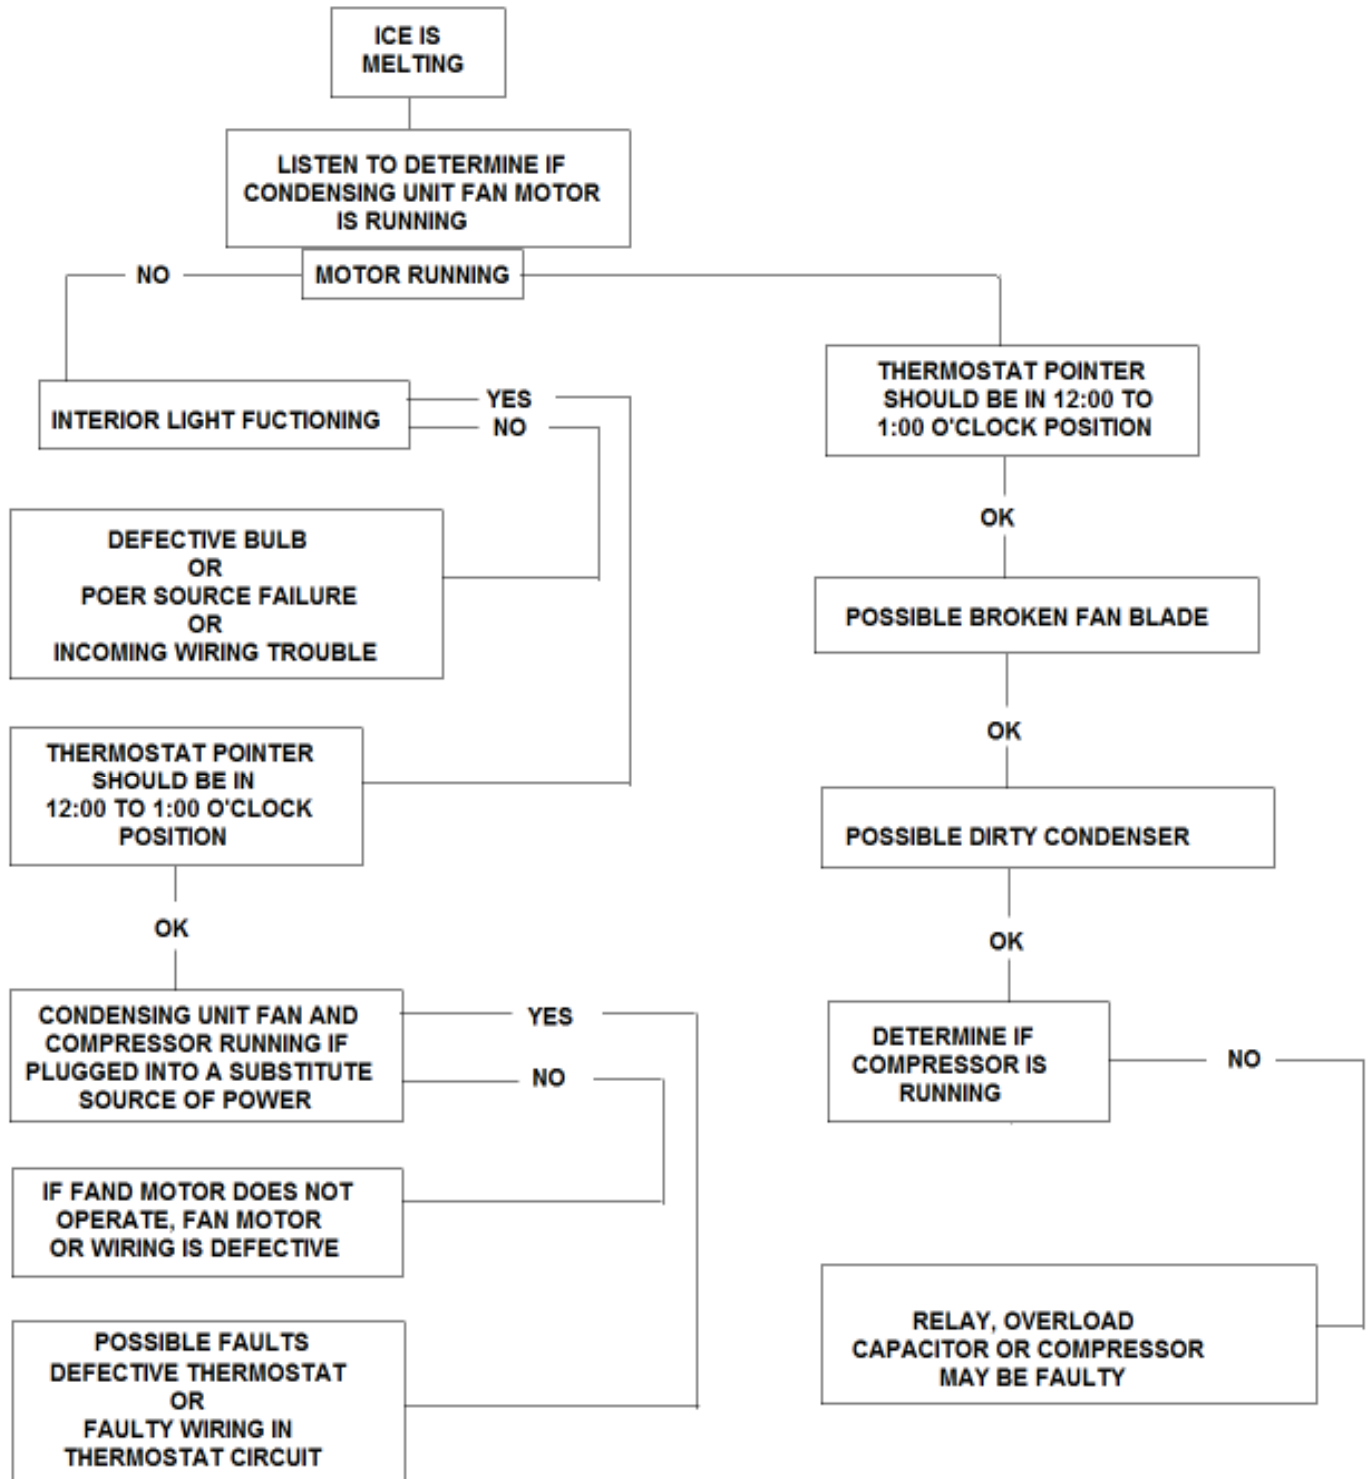 ICE IS
MELTING
LISTEN TO DETERMINE IF
CONDENSING UNIT FAN MOTOR
IS RUNNING
NO
MOTOR RUNNING
INTERIOR LIGHT FUCTIONING
YES
NO
DEFECTIVE BULB
OR
POER SOURCE FAILURE
OR
INCOMING WIRING TROUBLE
THERMOSTAT POINTER
SHOULD BE IN
12:00 TO 1:00 O'CLOCK
POSITION
OK
CONDENSING UNIT FAN AND
COMPRESSOR RUNNING IF
PLUGGED INTO A SUBSTITUTE
SOURCE OF POWER
YES
NO
IF FAND MOTOR DOES NOT
OPERATE, FAN MOTOR
OR WIRING IS DEFECTIVE
POSSIBLE FAULTS
DEFECTIVE THERMOSTAT
OR
FAULTY WIRING IN
THERMOSTAT CIRCUIT
THERMOSTAT POINTER
SHOULD BE IN 12:00 TO
1:00 O'CLOCK POSITION
OK
POSSIBLE BROKEN FAN BLADE
OK
POSSIBLE DIRTY CONDENSER
OK
DETERMINE IF
COMPRESSOR IS
RUNNING
NO
RELAY, OVERLOAD
CAPACITOR OR COMPRESSOR
MAY BE FAULTY